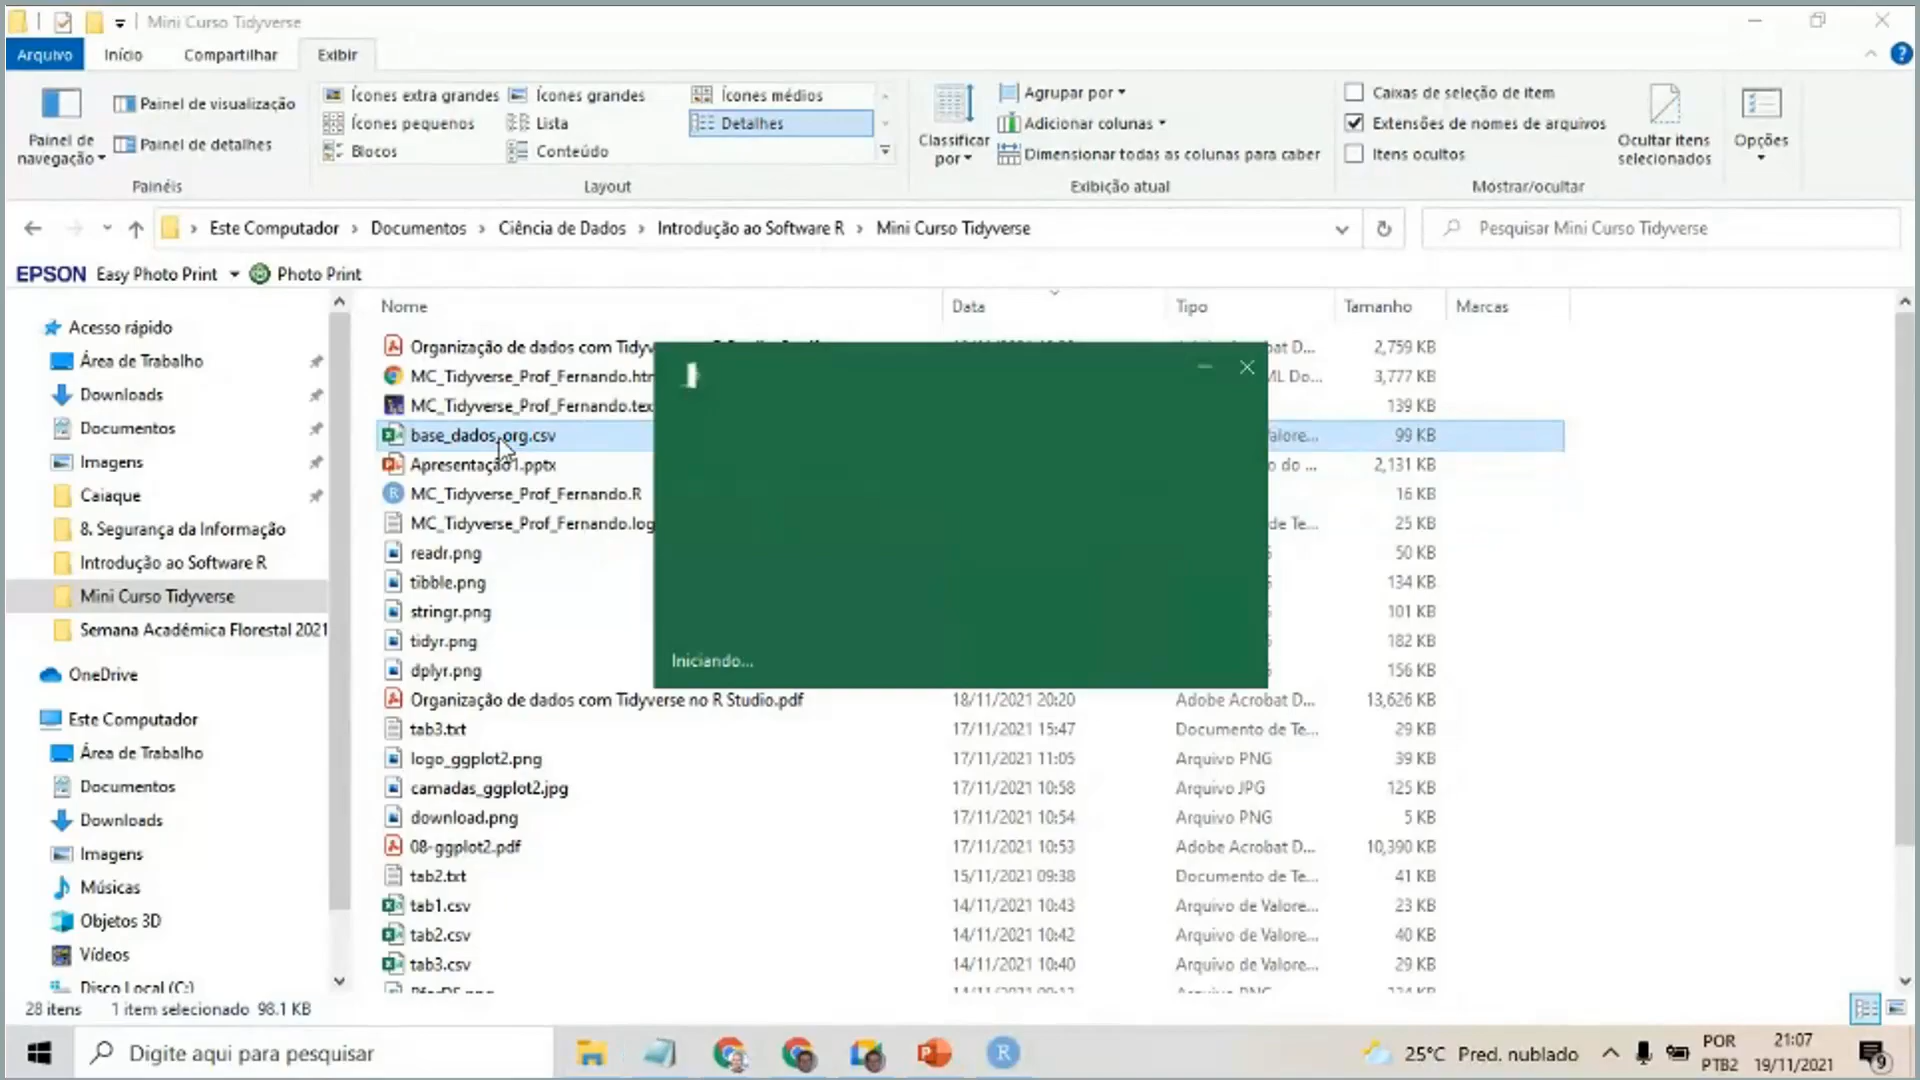 Mini Curso Tidyverse
Arquivo Início Compartilhar Exibir
Painel de navegação
Painel de visualização
Painel de detalhes
Painéis
Ícones extra grandes Ícones grandes Ícones médios
Ícones pequenos Lista Detalhes
Blocos Conteúdo
Layout
Classificar por
Agrupar por
Adicionar colunas
Dimensionar todas as colunas para caber
Exibição atual
Caixas de seleção de item
Extensões de nomes de arquivos
Itens ocultos
Ocultar itens selecionados
Mostrar/ocultar
Opções
Este Computador › Documentos › Ciência de Dados › Introdução ao Software R › Mini Curso Tidyverse
Pesquisar Mini Curso Tidyverse
EPSON Easy Photo Print Photo Print
Acesso rápido
Área de Trabalho
Downloads
Documentos
Imagens
Caiaque
8. Segurança da Informação
Introdução ao Software R
Mini Curso Tidyverse
Semana Acadêmica Florestal 2021
OneDrive
Este Computador
Área de Trabalho
Documentos
Downloads
Imagens
Músicas
Objetos 3D
Vídeos
Disco Local (C:)
Nome Data Tipo Tamanho Marcas
Organização de dados com Tidyv bat D... 2,759 KB
MC_Tidyverse_Prof_Fernando.htm ML Do... 3,777 KB
MC_Tidyverse_Prof_Fernando.tex 139 KB
base_dados_org.csv alore... 99 KB
Apresentação1.pptx o do ... 2,131 KB
MC_Tidyverse_Prof_Fernando.R 16 KB
MC_Tidyverse_Prof_Fernando.log de Te... 25 KB
readr.png 50 KB
tibble.png 134 KB
stringr.png 101 KB
tidyr.png 182 KB
dplyr.png 156 KB
Organização de dados com Tidyverse no R Studio.pdf 18/11/2021 20:20 Adobe Acrobat D... 13,626 KB
tab3.txt 17/11/2021 15:47 Documento de Te... 29 KB
logo_ggplot2.png 17/11/2021 11:05 Arquivo PNG 39 KB
camadas_ggplot2.jpg 17/11/2021 10:58 Arquivo JPG 125 KB
download.png 17/11/2021 10:54 Arquivo PNG 5 KB
08-ggplot2.pdf 17/11/2021 10:53 Adobe Acrobat D... 10,390 KB
tab2.txt 15/11/2021 09:38 Documento de Te... 41 KB
tab1.csv 14/11/2021 10:43 Arquivo de Valore... 23 KB
tab2.csv 14/11/2021 10:42 Arquivo de Valore... 40 KB
tab3.csv 14/11/2021 10:40 Arquivo de Valore... 29 KB
Iniciando...
28 itens 1 item selecionado 98.1 KB
Digite aqui para pesquisar
25°C Pred. nublado
POR
PTB2
21:07
19/11/2021
9